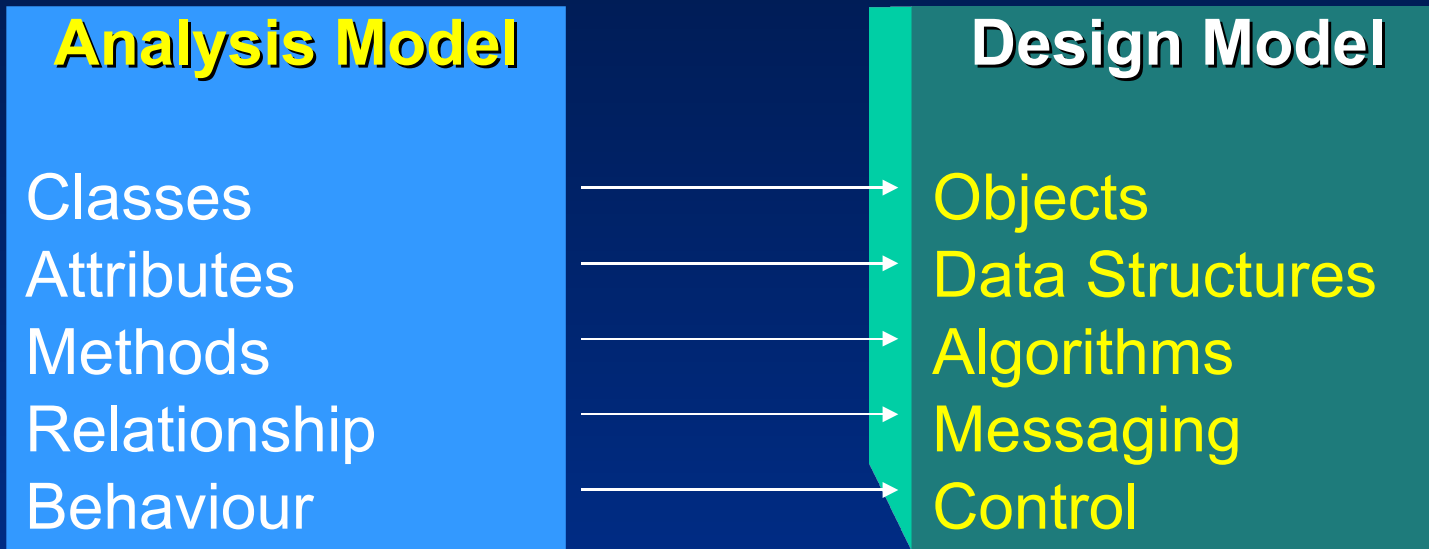 Analysis Model
Classes
Attributes
Methods
Relationship
Behaviour
Design Model
Objects
Data Structures
Algorithms
Messaging
Control